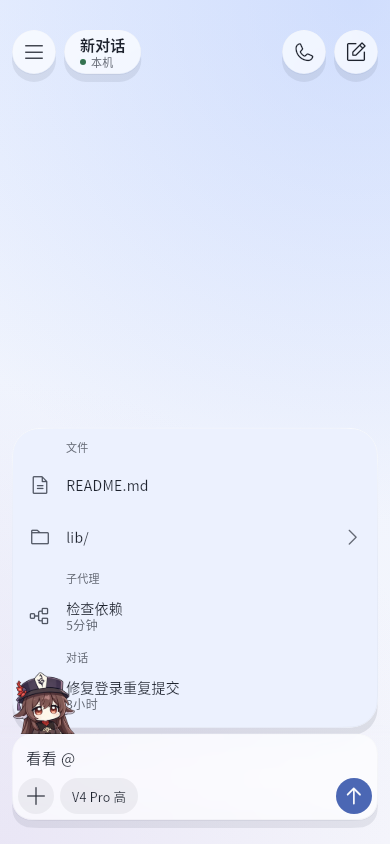 新对话
本机
文件
README.md
lib/
子代理
检查依赖
5分钟
对话
修复登录重复提交
3小时
看看 @
V4 Pro 高